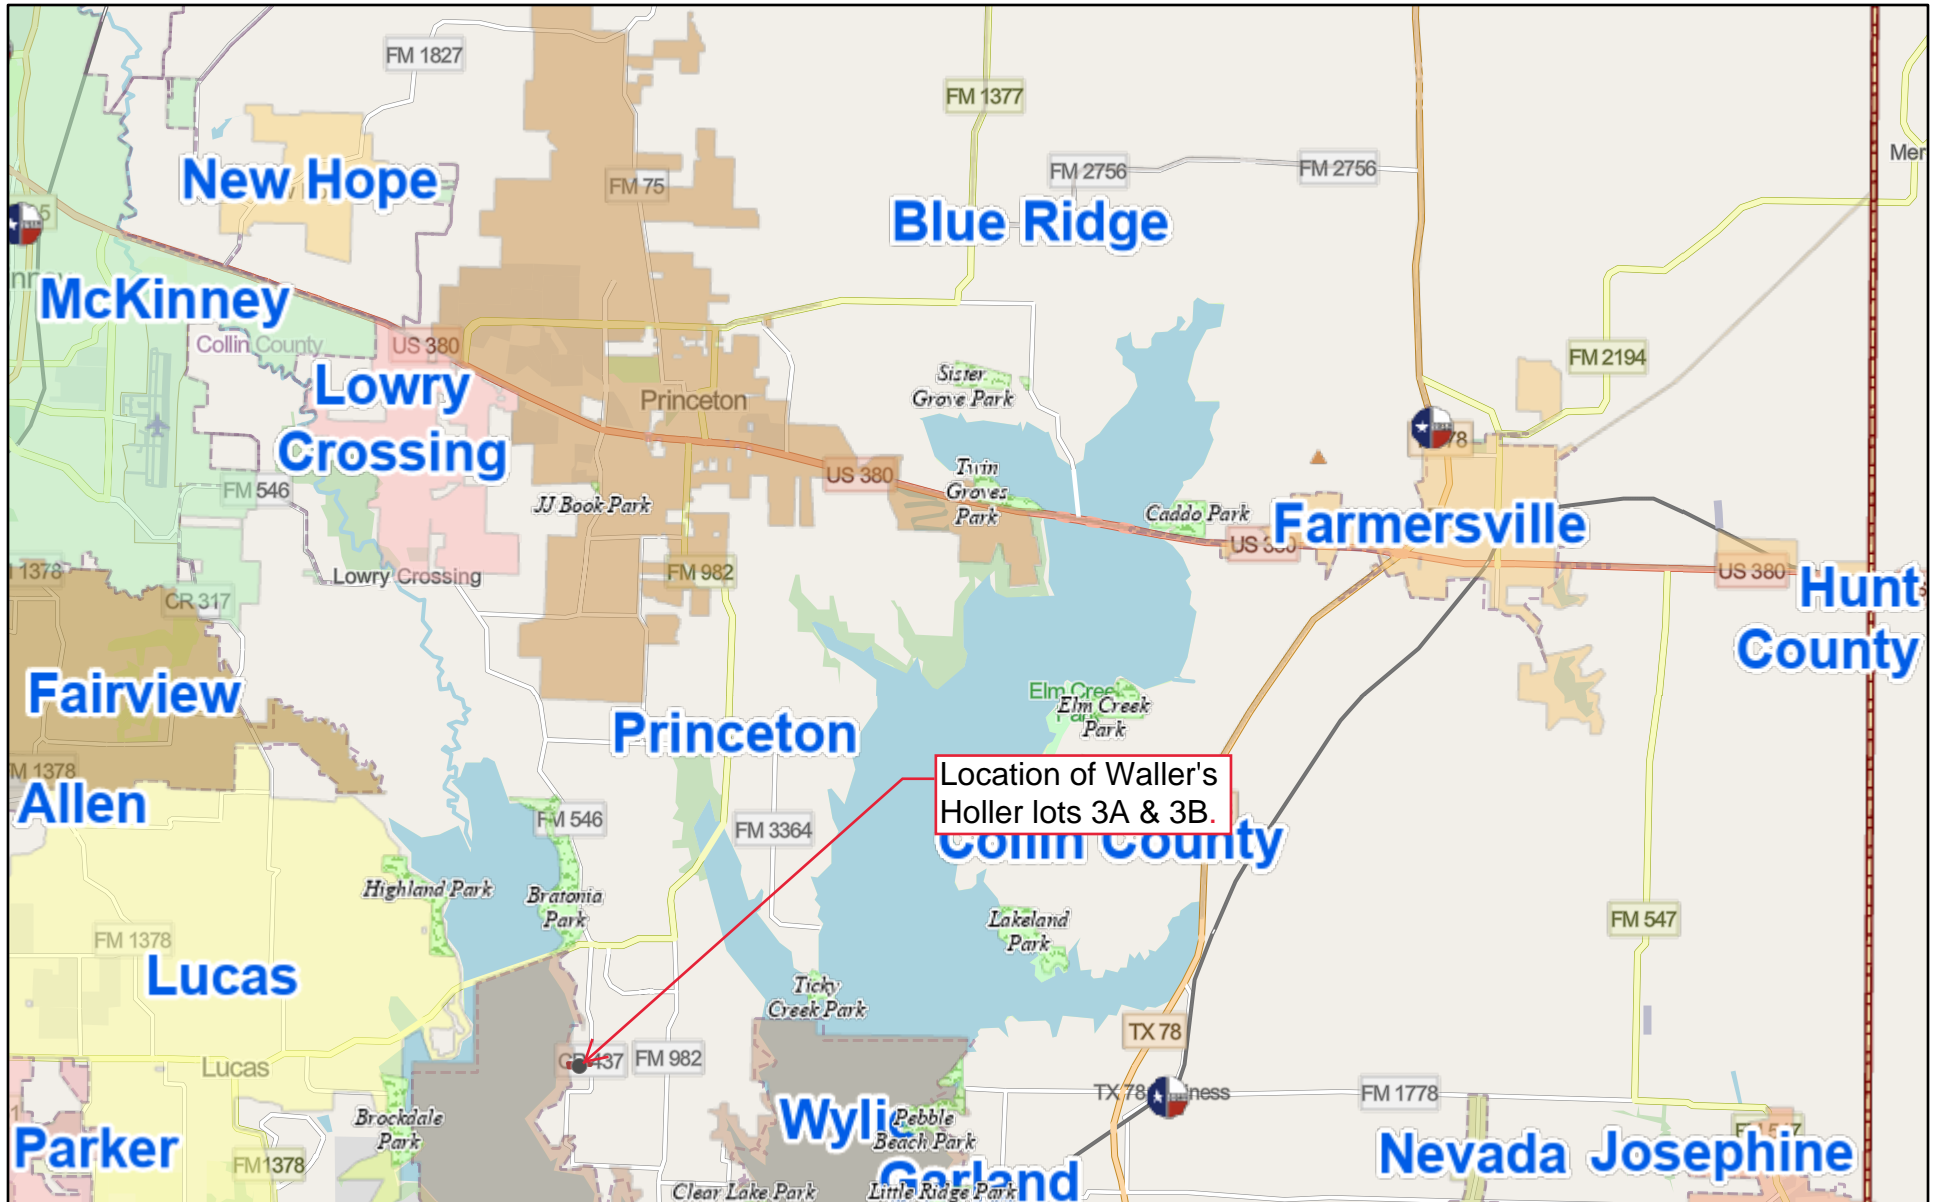 FM 1827
FM 1377
FM 2756
FM 2756
Mer
New Hope
FM 75
Blue Ridge
McKinney
Collin County
US 380
Lowry
Crossing
Princeton
Sister
Grove Park
FM 2194
78
FM 546
JJ Book Park
US 380
Twin
Groves
Park
Caddo Park
Farmersville
US 380
US 380
Hunt
County
1378
CR 317
Lowry Crossing
FM 982
Fairview
Princeton
Elm Creek
Elm Creek
Park
Location of Waller's
Holler lots 3A & 3B.
Collin County
FM 1378
Allen
FM 546
FM 3364
Highland Park
Bratonia
Park
Lakeland
Park
FM 547
FM 1378
Lucas
Ticky
Creek Park
TX 78
Lucas
CR 437
FM 982
TX 78
ness
FM 1778
Brockdale
Park
Wylie
Pebble
Beach Park
Parker
FM1378
Nevada
Josephine
Garland
Clear Lake Park
Little Ridge Park